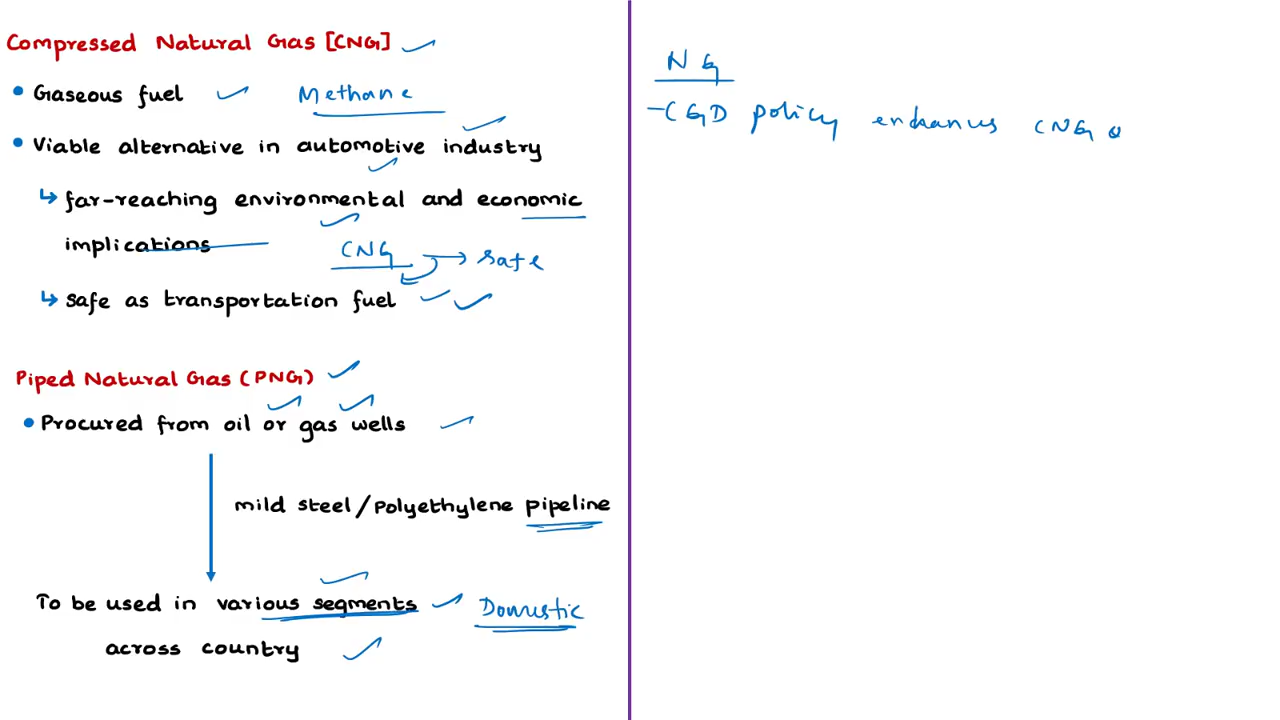 Compressed Natural Gas [CNG]
• Gaseous fuel Methane
• Viable alternative in automotive industry
↳ far-reaching environmental and economic
implications
CNG → safe
↳ safe as transportation fuel
Piped Natural Gas (PNG)
• Procured from oil or gas wells
mild steel/polyethylene pipeline
To be used in various segments Domestic
across country
NG
- CGD policy enhances CNG